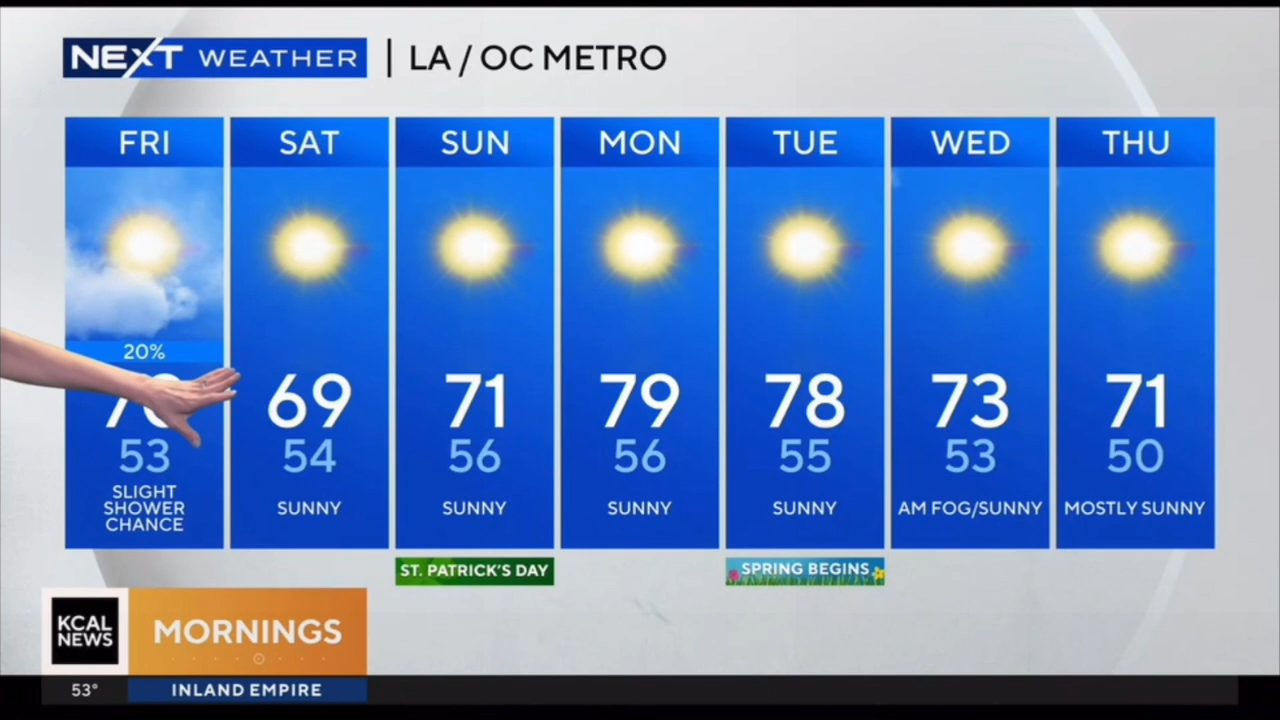 NEXT WEATHER | LA / OC METRO
FRI SAT SUN MON TUE WED THU
20%
69 71 79 78 73 71
53 54 56 56 55 53 50
SLIGHT SHOWER CHANCE
SUNNY
SUNNY
SUNNY
SUNNY
AM FOG/SUNNY
MOSTLY SUNNY
ST. PATRICK'S DAY
SPRING BEGINS
KCAL NEWS
MORNINGS
53°
INLAND EMPIRE